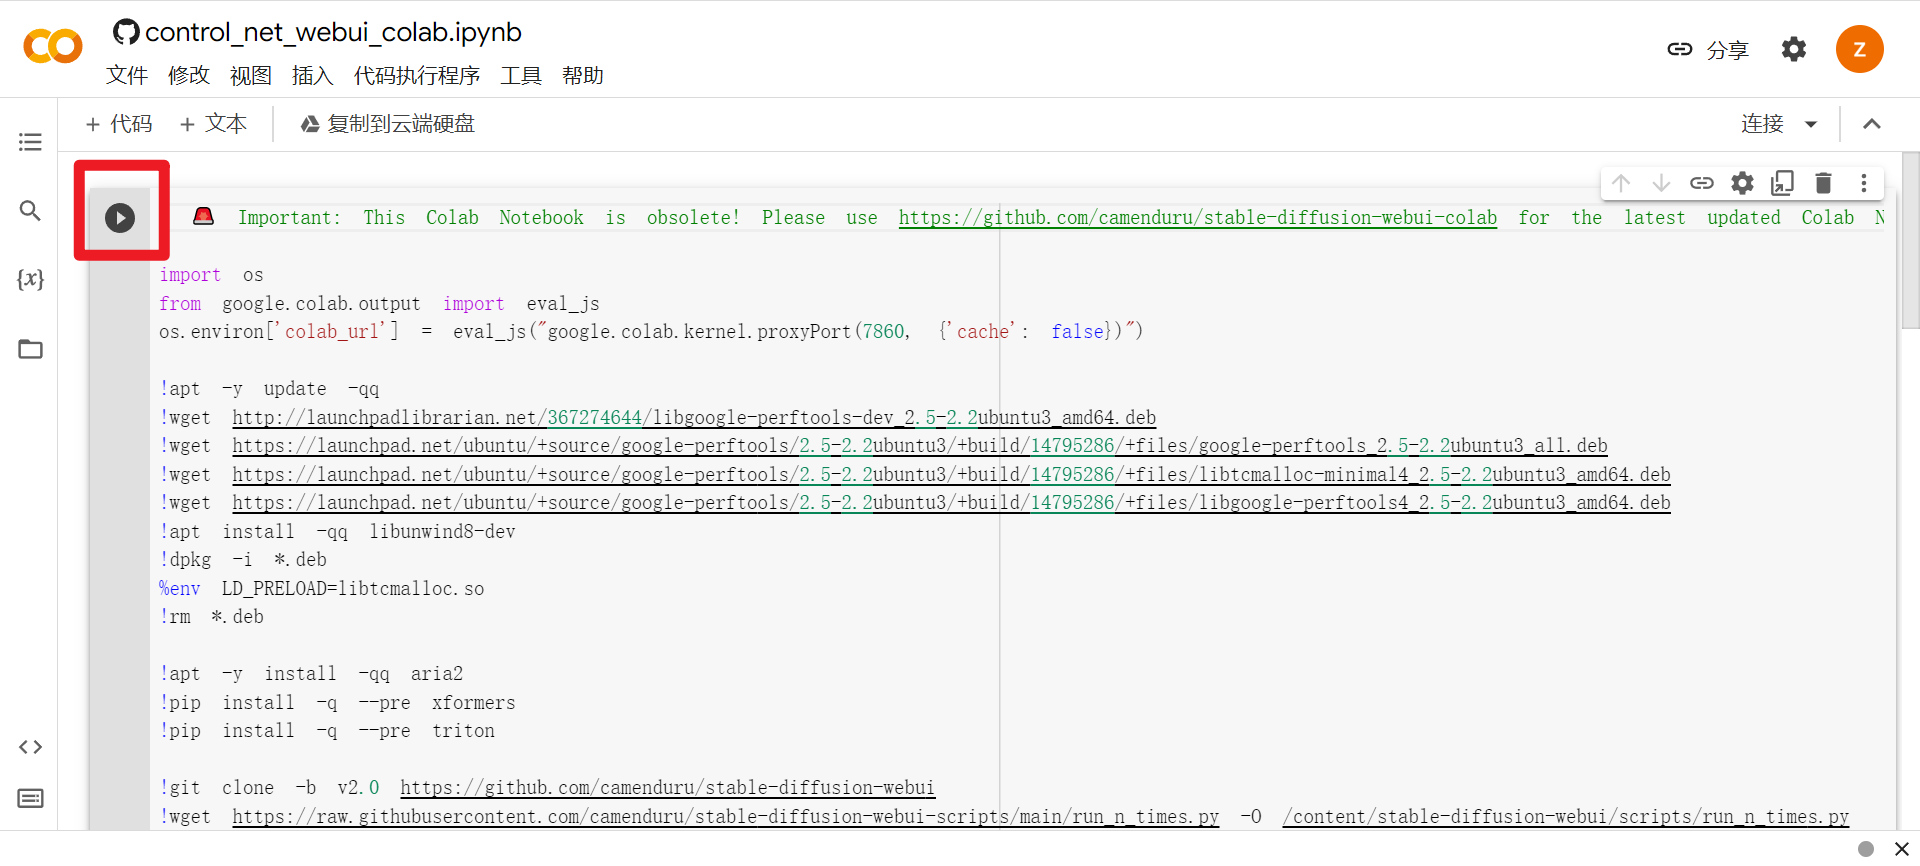 control_net_webui_colab.ipynb
文件 修改 视图 插入 代码执行程序 工具 帮助
分享
Z
+ 代码 + 文本 复制到云端硬盘
连接
Important: This Colab Notebook is obsolete! Please use https://github.com/camenduru/stable-diffusion-webui-colab for the latest updated Colab N
{x}
import os
from google.colab.output import eval_js
os.environ['colab_url'] = eval_js("google.colab.kernel.proxyPort(7860, {'cache': false})")
!apt -y update -qq
!wget http://launchpadlibrarian.net/367274644/libgoogle-perftools-dev_2.5-2.2ubuntu3_amd64.deb
!wget https://launchpad.net/ubuntu/+source/google-perftools/2.5-2.2ubuntu3/+build/14795286/+files/google-perftools_2.5-2.2ubuntu3_all.deb
!wget https://launchpad.net/ubuntu/+source/google-perftools/2.5-2.2ubuntu3/+build/14795286/+files/libtcmalloc-minimal4_2.5-2.2ubuntu3_amd64.deb
!wget https://launchpad.net/ubuntu/+source/google-perftools/2.5-2.2ubuntu3/+build/14795286/+files/libgoogle-perftools4_2.5-2.2ubuntu3_amd64.deb
!apt install -qq libunwind8-dev
!dpkg -i *.deb
%env LD_PRELOAD=libtcmalloc.so
!rm *.deb
!apt -y install -qq aria2
!pip install -q --pre xformers
!pip install -q --pre triton
!git clone -b v2.0 https://github.com/camenduru/stable-diffusion-webui
!wget https://raw.githubusercontent.com/camenduru/stable-diffusion-webui-scripts/main/run_n_times.py -O /content/stable-diffusion-webui/scripts/run_n_times.py